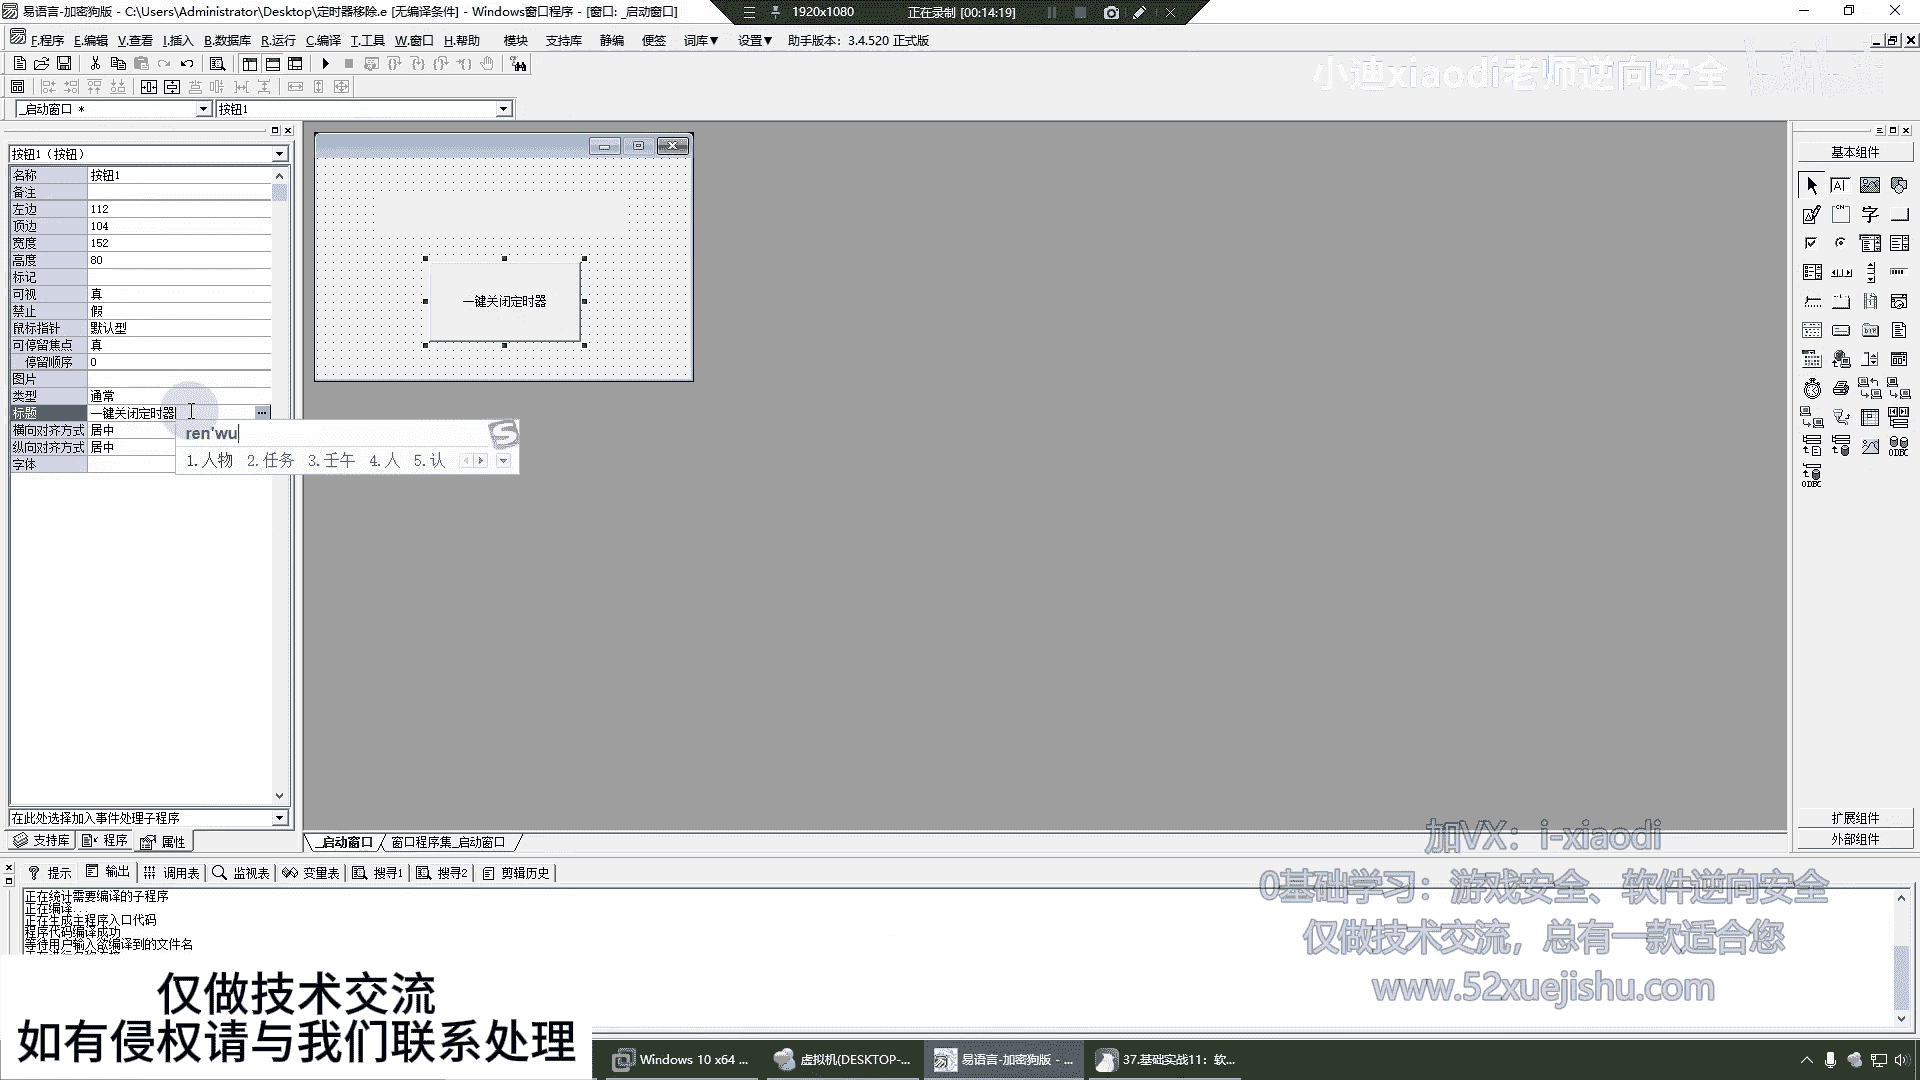 易语言-加密狗版 - C:\Users\Administrator\Desktop\定时器移除.e [无编译条件] - Windows窗口程序 - [窗口: _启动窗口]
1920x1080 正在录制 [00:14:19]
F.程序 E.编辑 V.查看 I.插入 B.数据库 R.运行 C.编译 T.工具 W.窗口 H.帮助 模块 支持库 静编 便签 词库▼ 设置▼ 助手版本：3.4.520 正式版
小迪xiaodi老师逆向安全
_启动窗口 * 按钮1
按钮1（按钮）
基本组件
名称 按钮1
备注
左边 112
顶边 104
宽度 152
高度 80
标记
可视 真
禁止 假
鼠标指针 默认型
可停留焦点 真
停留顺序 0
图片
类型 通常
标题 一键关闭定时器
横向对齐方式 居中
纵向对齐方式 居中
字体
一键关闭定时器
ren'wu
1.人物 2.任务 3.壬午 4.人 5.认
ODBC
ODBC
在此处选择加入事件处理子程序
扩展组件
外部组件
支持库 程序 属性
_启动窗口 窗口程序集_启动窗口
加VX：i-xiaodi
提示 输出 调用表 监视表 变量表 搜寻1 搜寻2 剪辑历史
0基础学习：游戏安全、软件逆向安全
仅做技术交流，总有一款适合您
www.52xuejishu.com
正在统计需要编译的子程序
正在编译...
正在生成主程序入口代码
程序代码编译成功
等待用户输入欲编译到的文件名
仅做技术交流
如有侵权请与我们联系处理
Windows 10 x64 ... 虚拟机(DESKTOP-... 易语言-加密狗版 - ... 37.基础实战11：软...